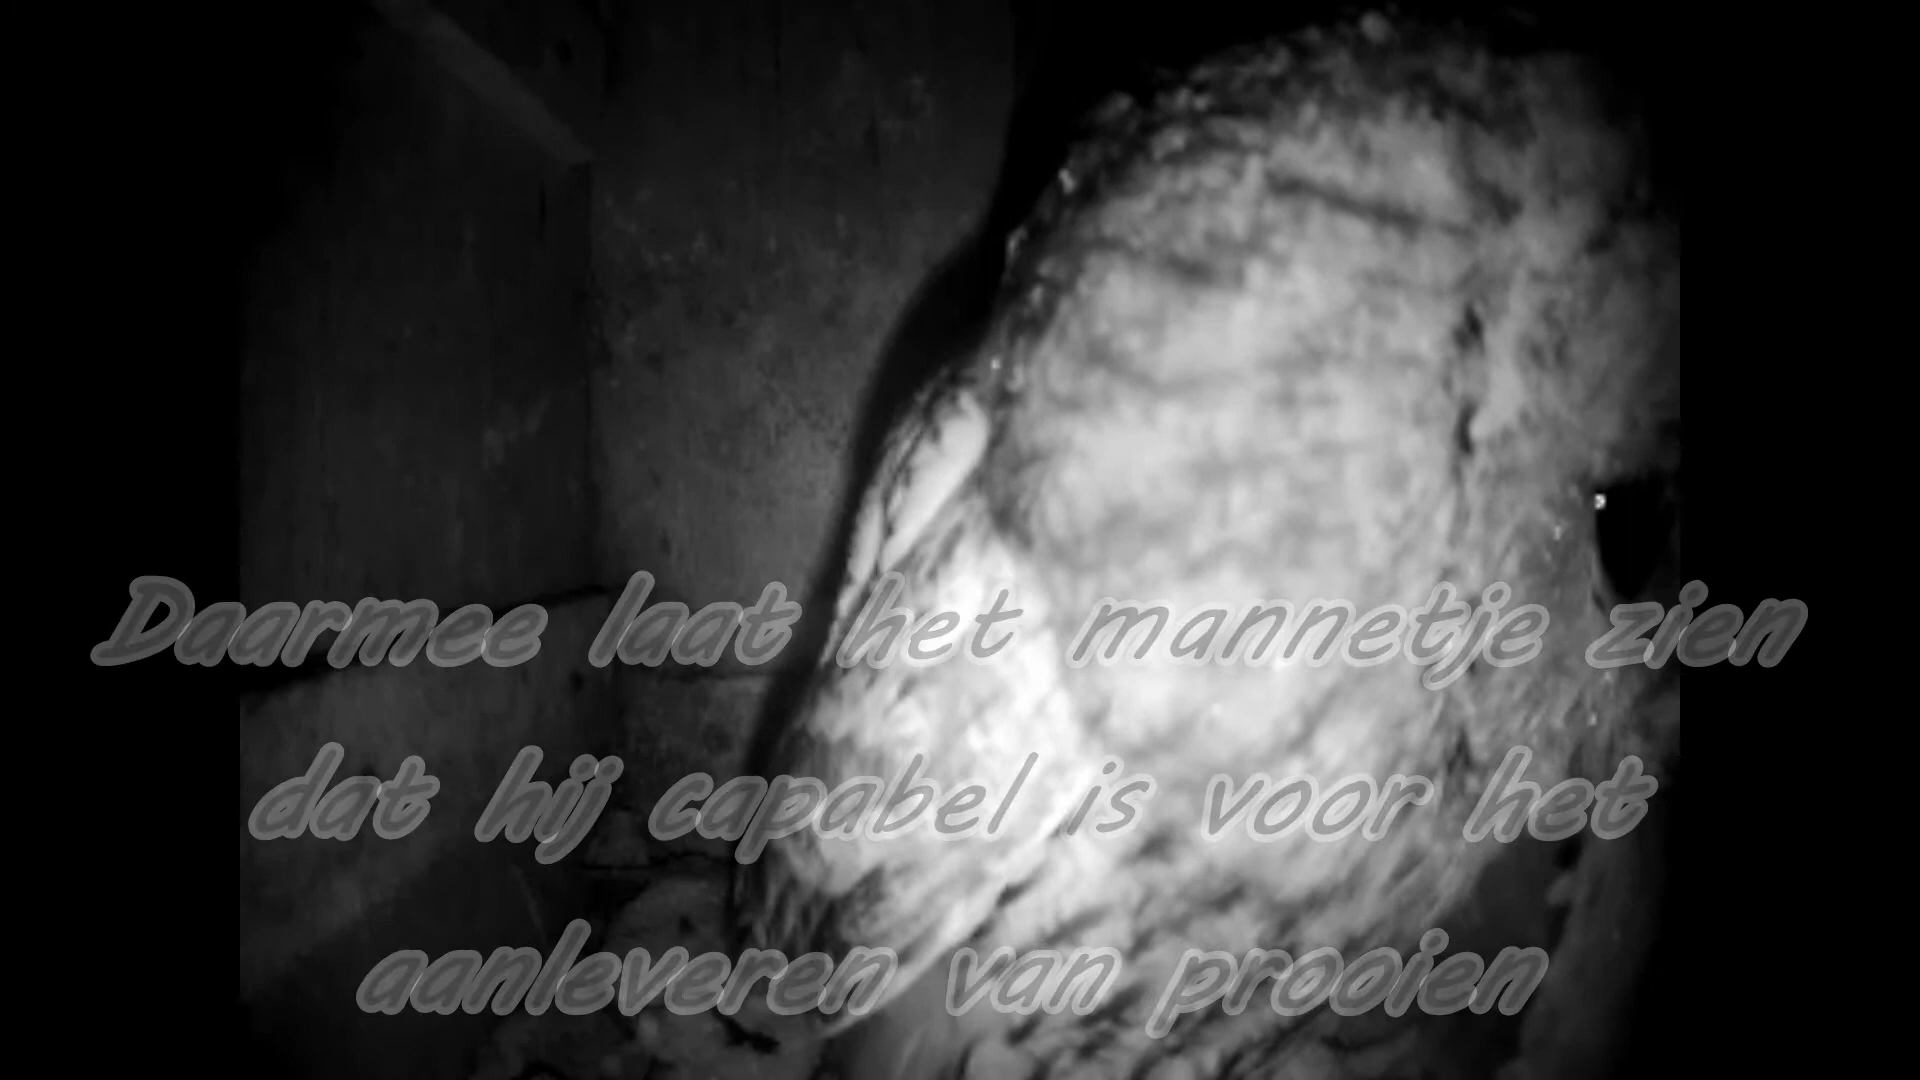 Daarmee laat het mannetje zien
dat hij capabel is voor het
aanleveren van prooien